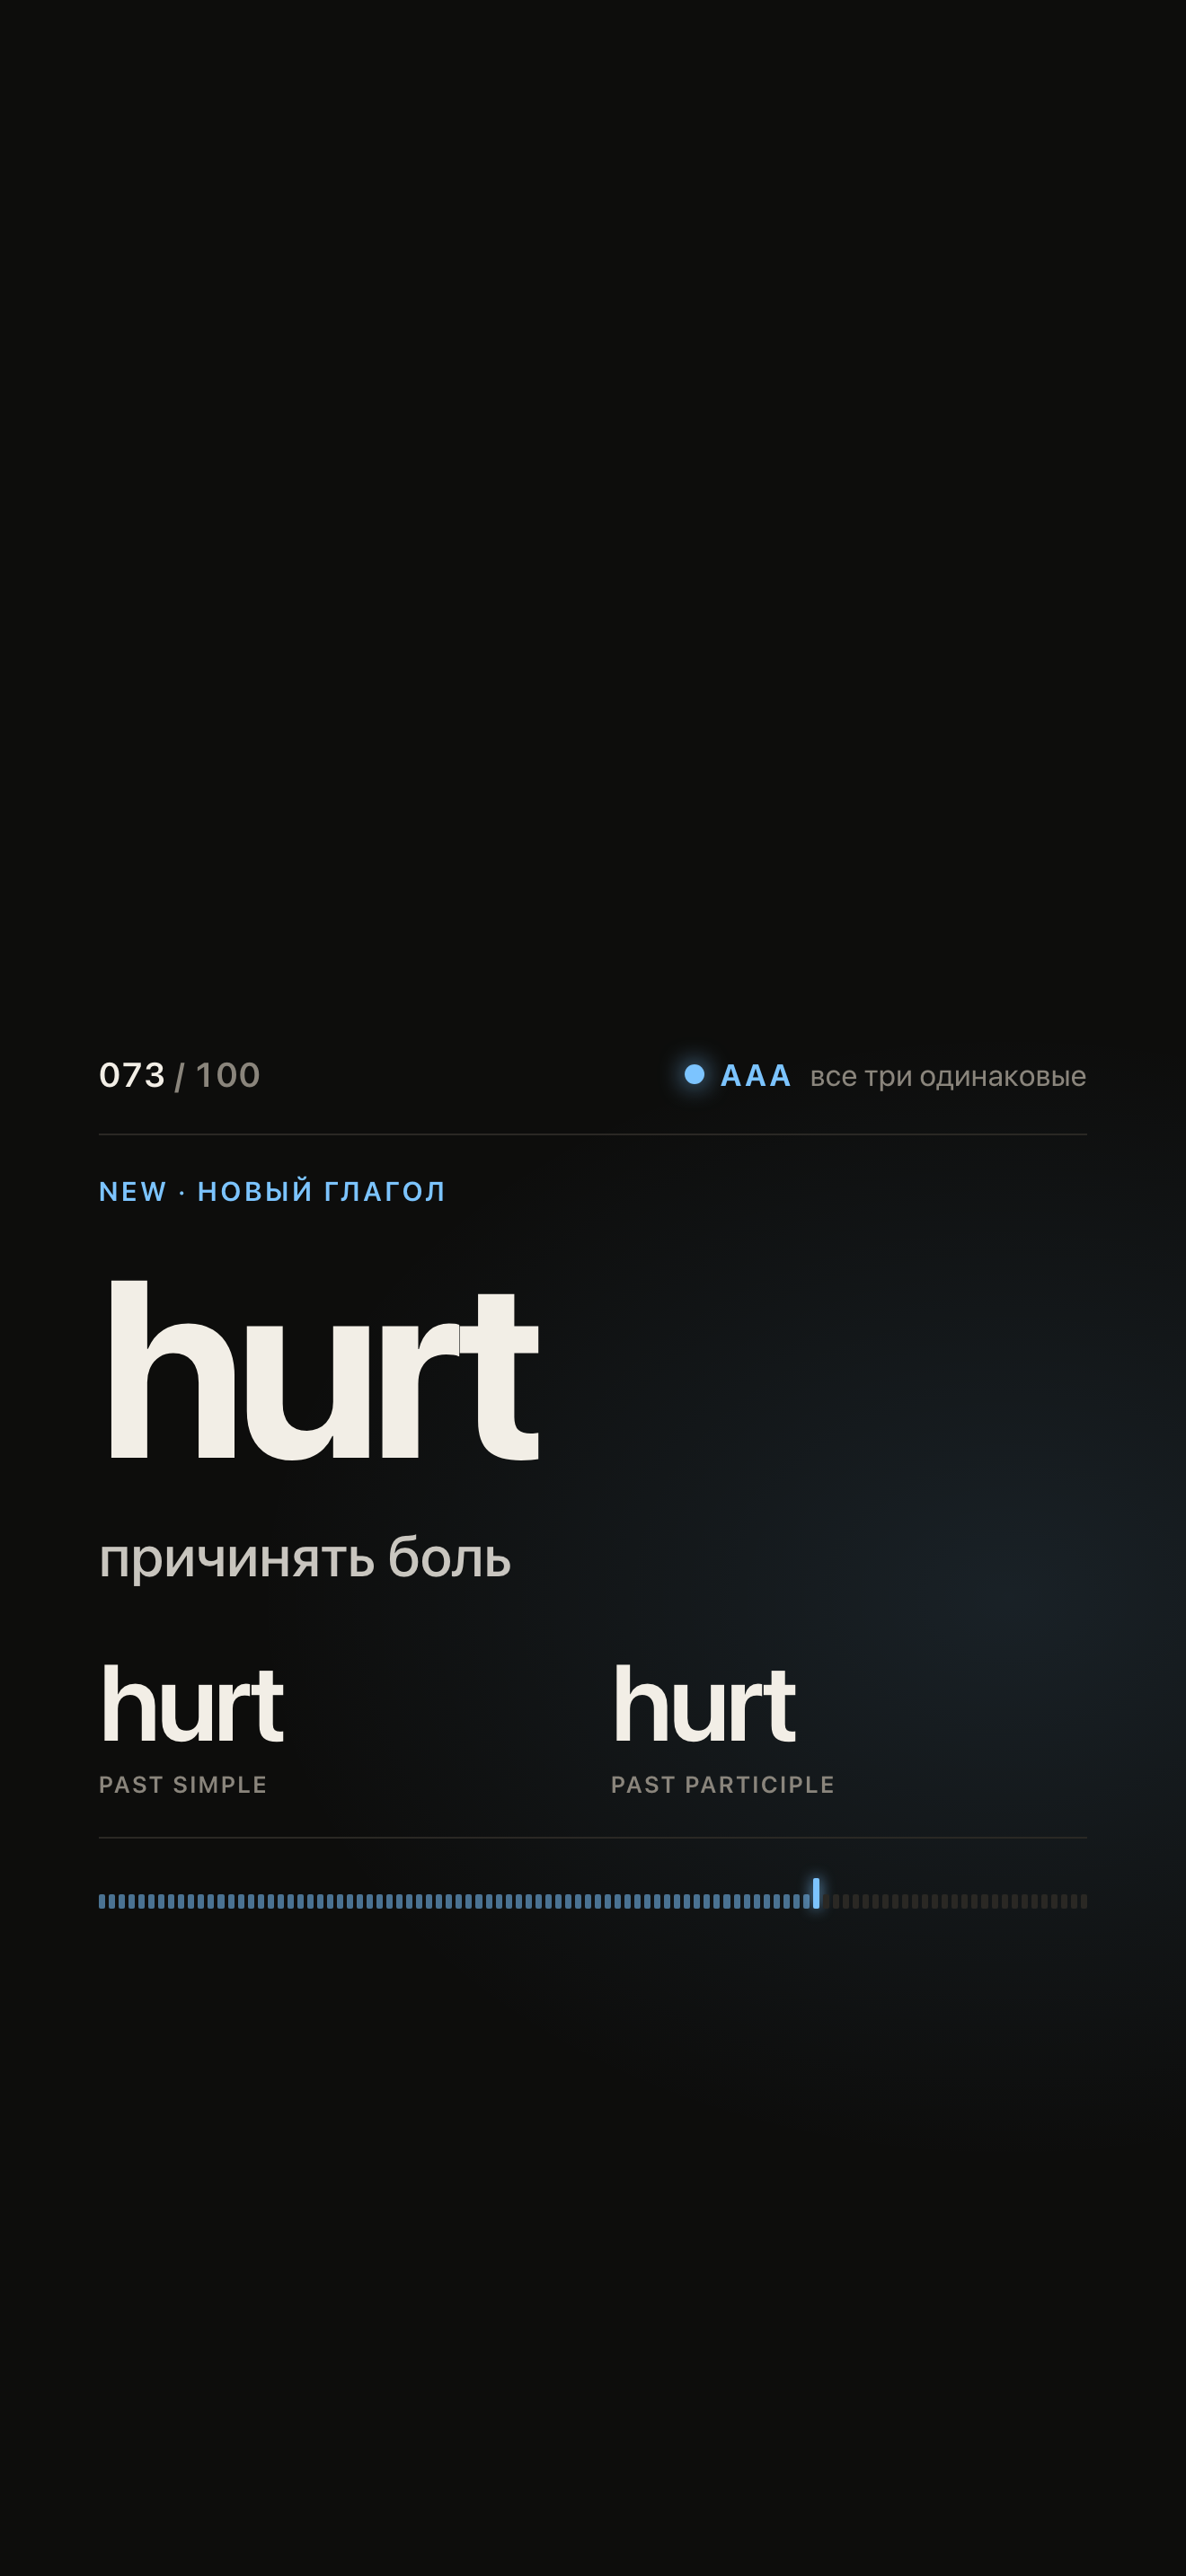 073 / 100
AAA все три одинаковые
NEW · НОВЫЙ ГЛАГОЛ
hurt
причинять боль
hurt hurt
PAST SIMPLE PAST PARTICIPLE